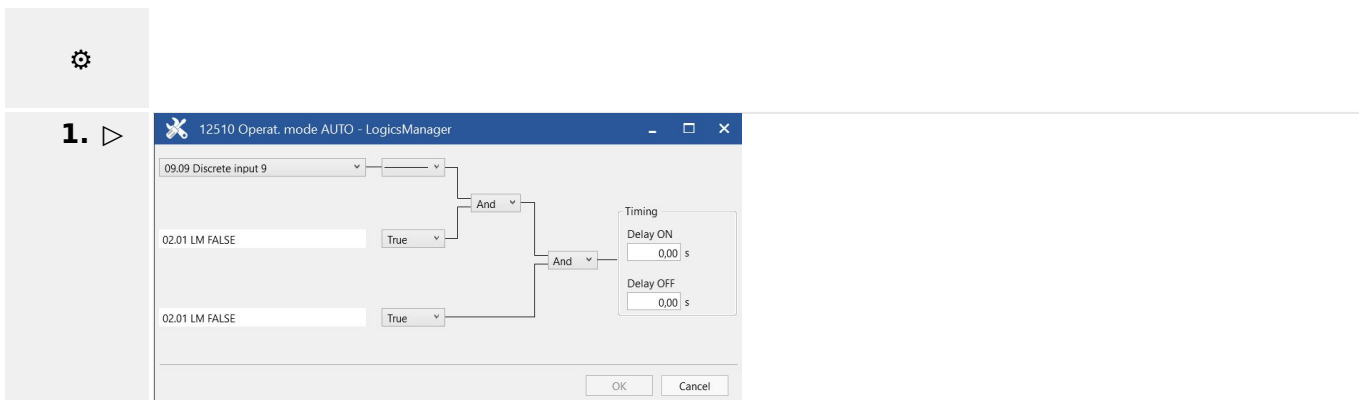 1. ▷
12510 Operat. mode AUTO - LogicsManager
09.09 Discrete input 9
And
Timing
02.01 LM FALSE True
Delay ON
0,00 s
And
Delay OFF
0,00 s
02.01 LM FALSE True
OK Cancel